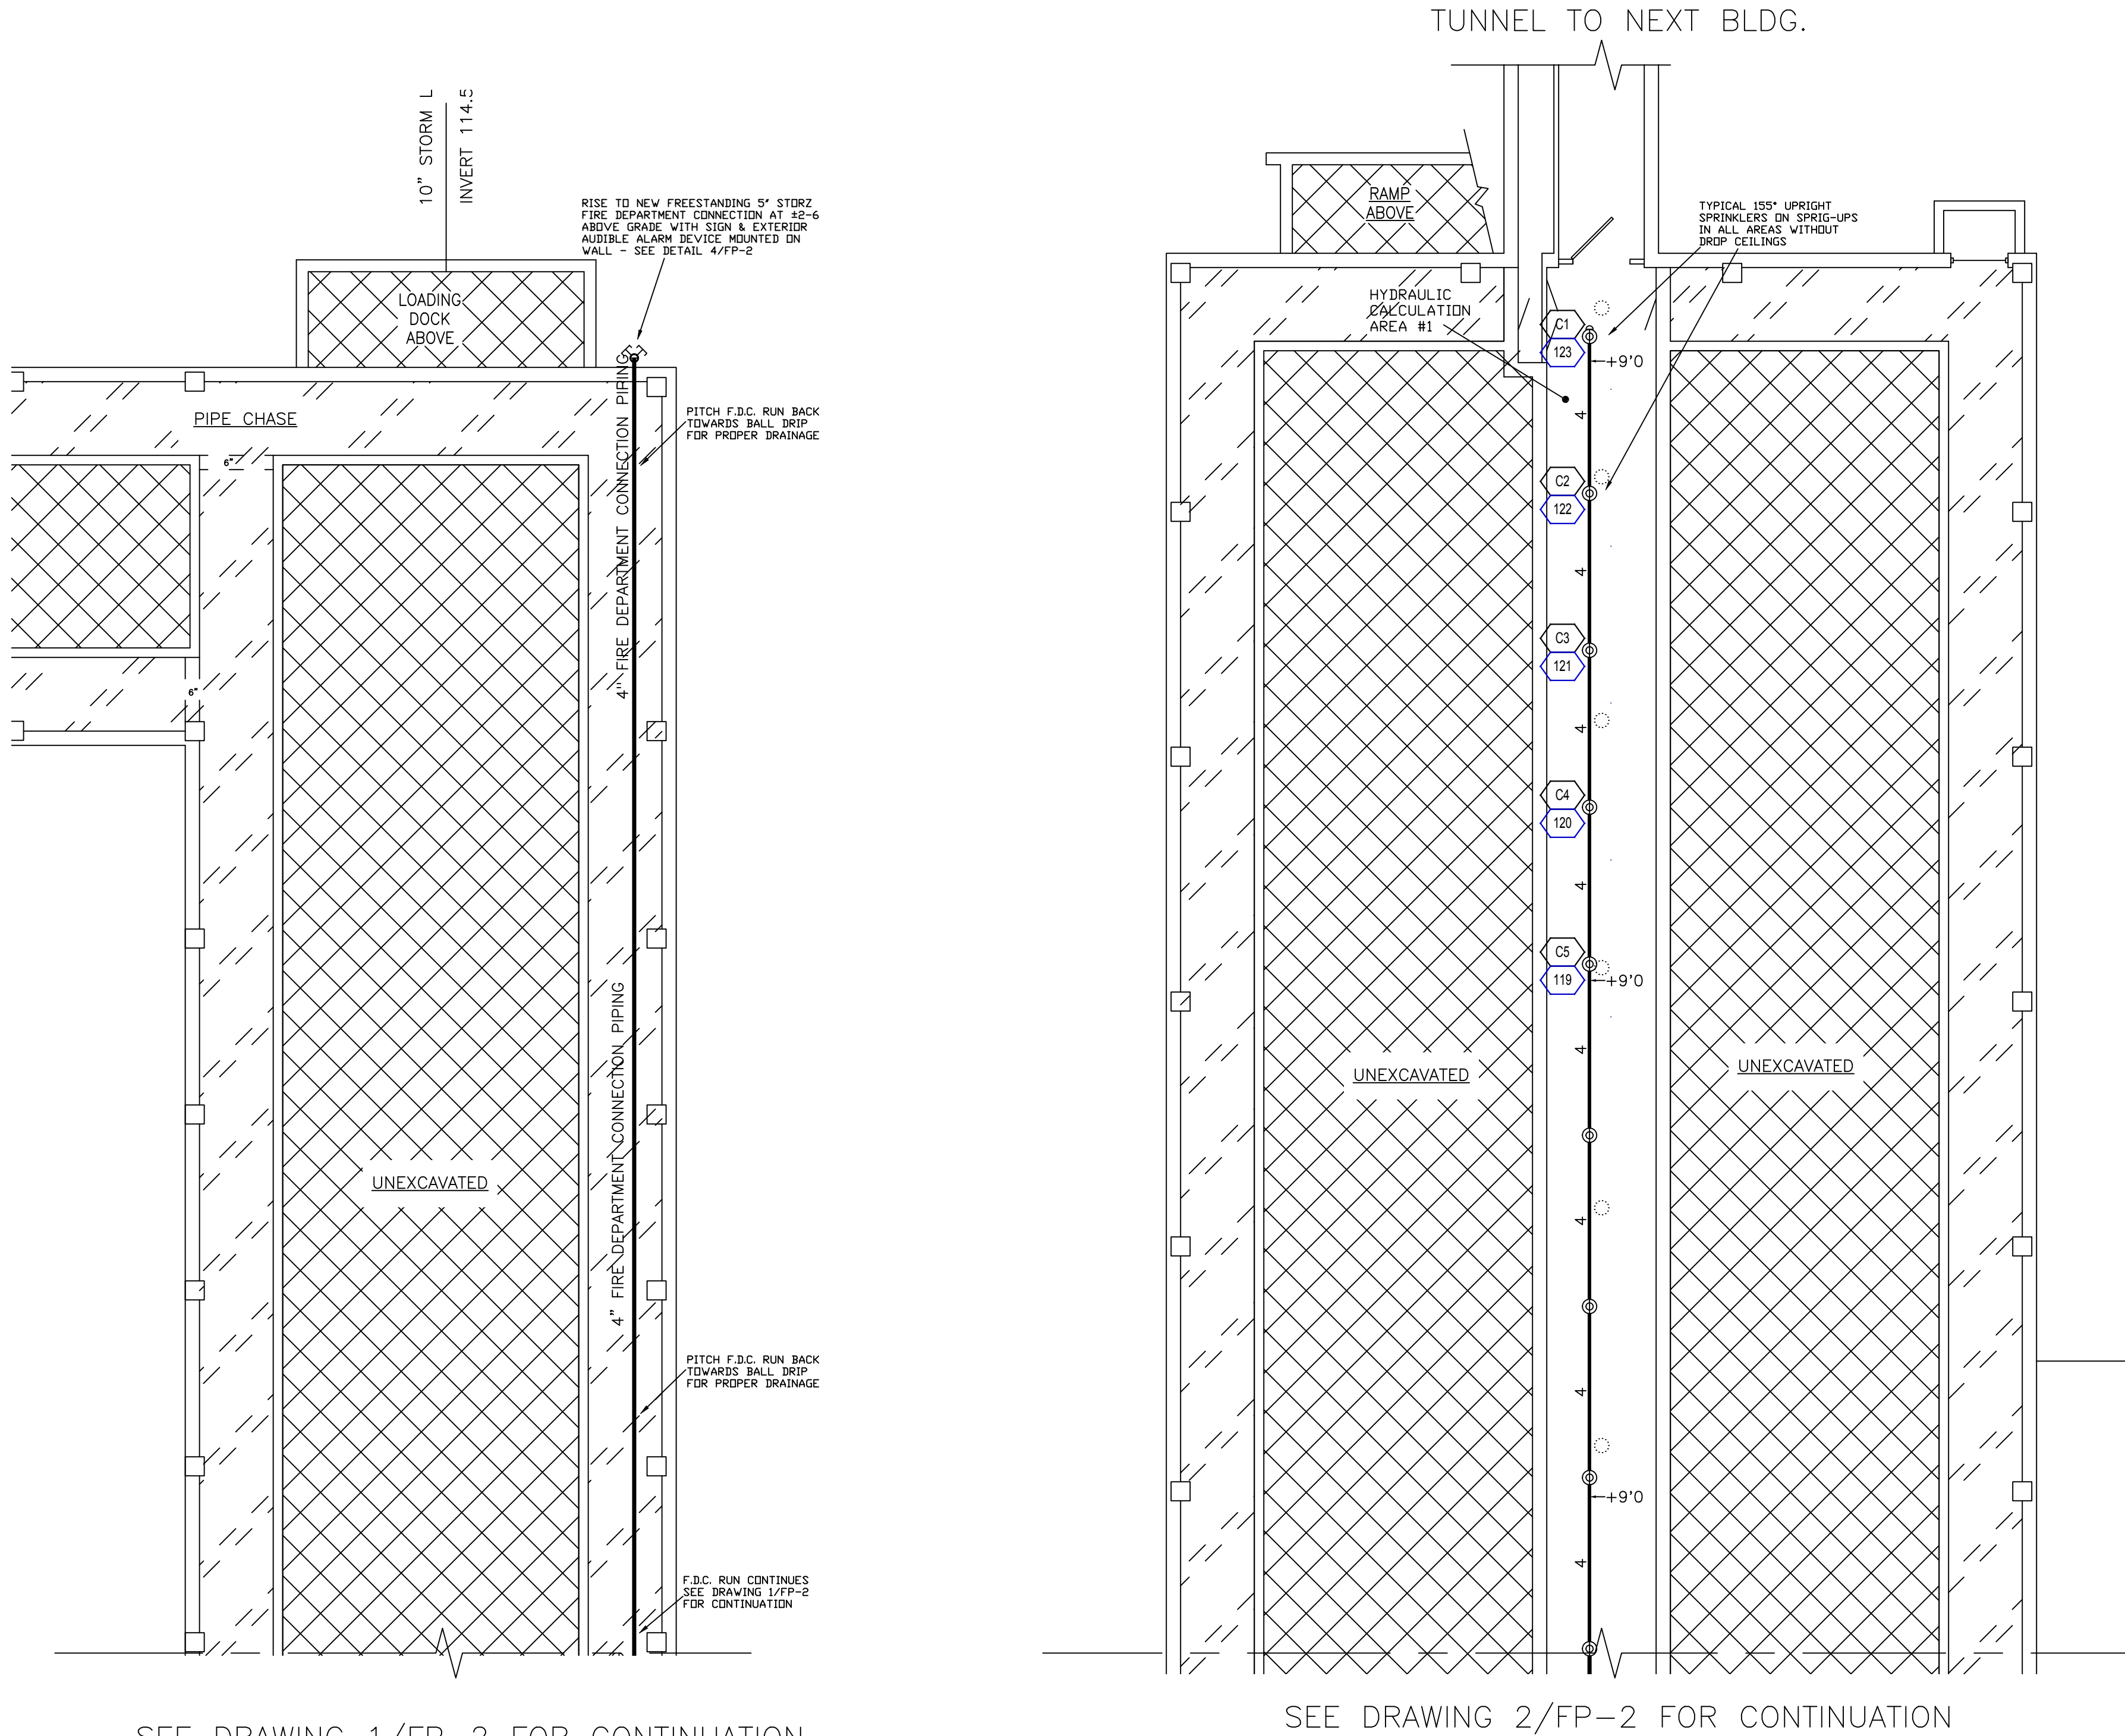 TUNNEL TO NEXT BLDG.
10" STORM L
INVERT 114.5
RISE TO NEW FREESTANDING 5" STORZ
FIRE DEPARTMENT CONNECTION AT ±2-6
ABOVE GRADE WITH SIGN & EXTERIOR
AUDIBLE ALARM DEVICE MOUNTED ON
WALL - SEE DETAIL 4/FP-2
LOADING
DOCK
ABOVE
PIPE CHASE
6"
6"
4" FIRE DEPARTMENT CONNECTION PIPING
PITCH F.D.C. RUN BACK
TOWARDS BALL DRIP
FOR PROPER DRAINAGE
4" FIRE DEPARTMENT CONNECTION PIPING
UNEXCAVATED
PITCH F.D.C. RUN BACK
TOWARDS BALL DRIP
FOR PROPER DRAINAGE
F.D.C. RUN CONTINUES
SEE DRAWING 1/FP-2
FOR CONTINUATION
SEE DRAWING 1/FP-2 FOR CONTINUATION
RAMP
ABOVE
TYPICAL 155° UPRIGHT
SPRINKLERS ON SPRIG-UPS
IN ALL AREAS WITHOUT
DROP CEILINGS
HYDRAULIC
CALCULATION
AREA #1
C1
123
+9'0
4
C2
122
4
C3
121
4
C4
120
4
C5
119
+9'0
4
UNEXCAVATED
UNEXCAVATED
4
4
+9'0
4
SEE DRAWING 2/FP-2 FOR CONTINUATION